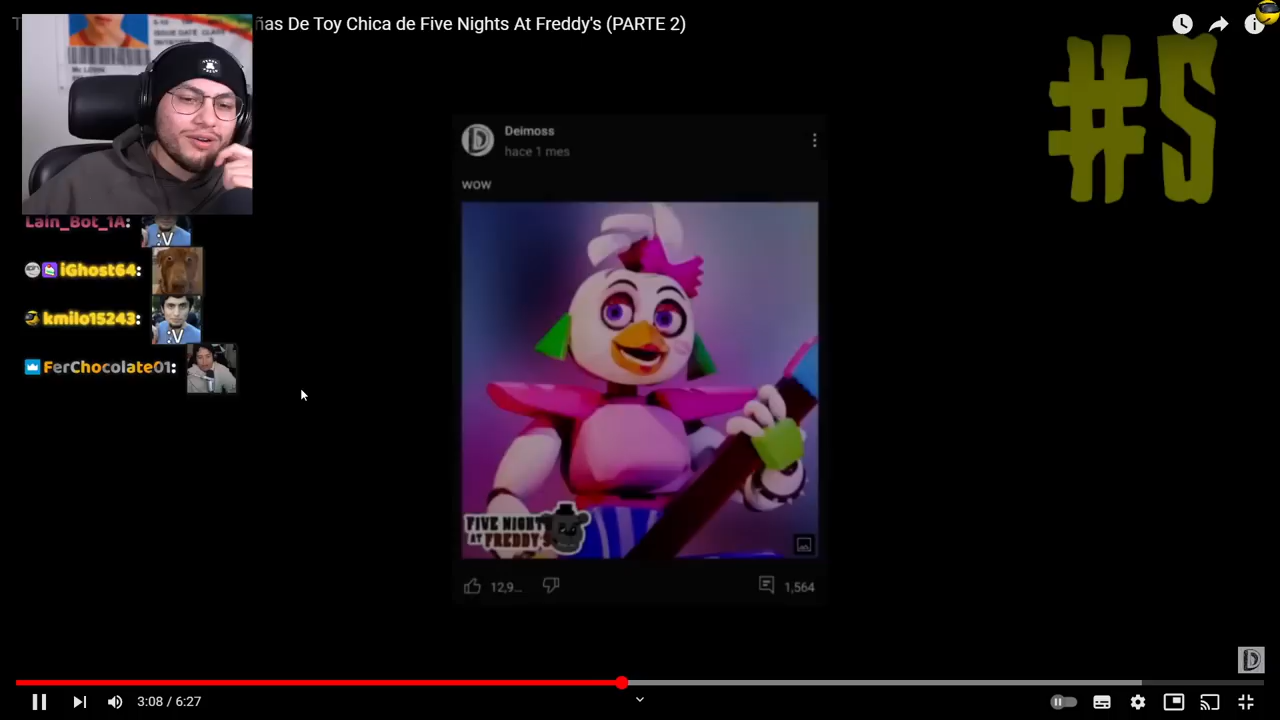 ñas De Toy Chica de Five Nights At Freddy's (PARTE 2)
#5
Deimoss
hace 1 mes
wow
Lain_Bot_1A:
:V
iGhost64:
kmilo15243:
:V
FerChocolate01:
FIVE NIGHTS
AT FREDDY'S
12,9...
1,564
3:08 / 6:27